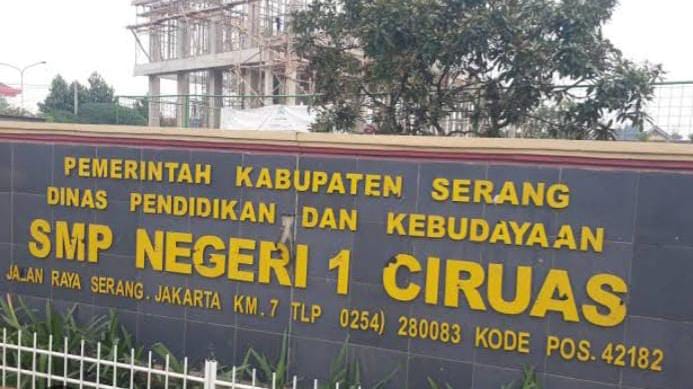 PEMERINTAH KABUPATEN SERANG
DINAS PENDIDIKAN DAN KEBUDAYAAN
SMP NEGERI 1 CIRUAS
JALAN RAYA SERANG. JAKARTA KM. 7 TLP 0254) 280083 KODE POS. 42182